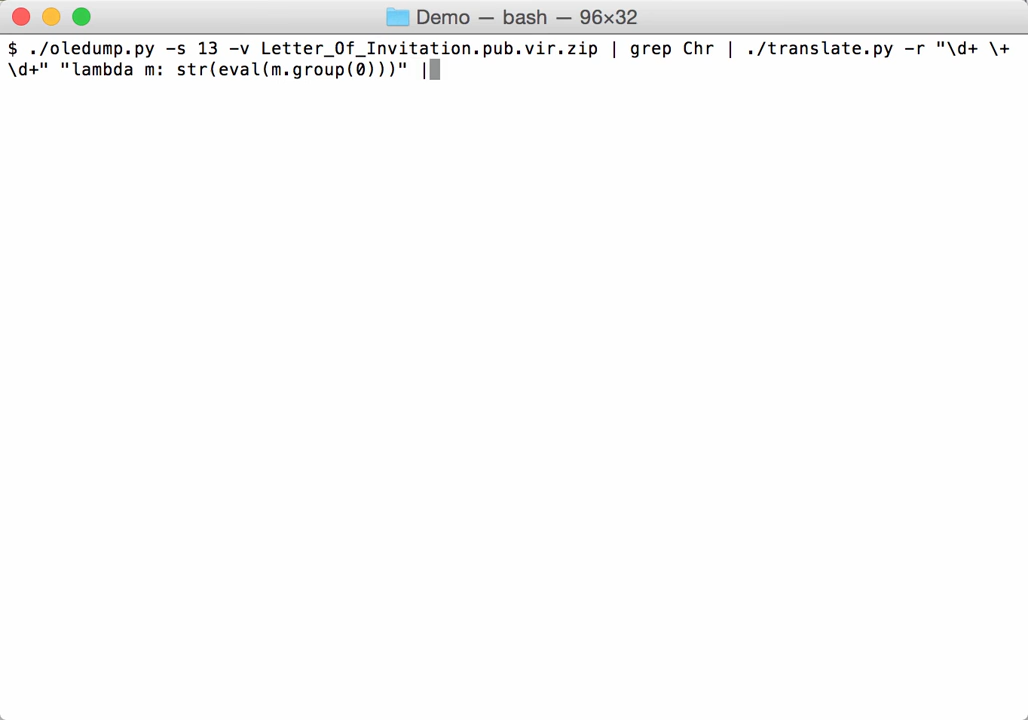 Demo — bash — 96×32
$ ./oledump.py -s 13 -v Letter_Of_Invitation.pub.vir.zip | grep Chr | ./translate.py -r "\d+ \+
\d+" "lambda m: str(eval(m.group(0)))" |